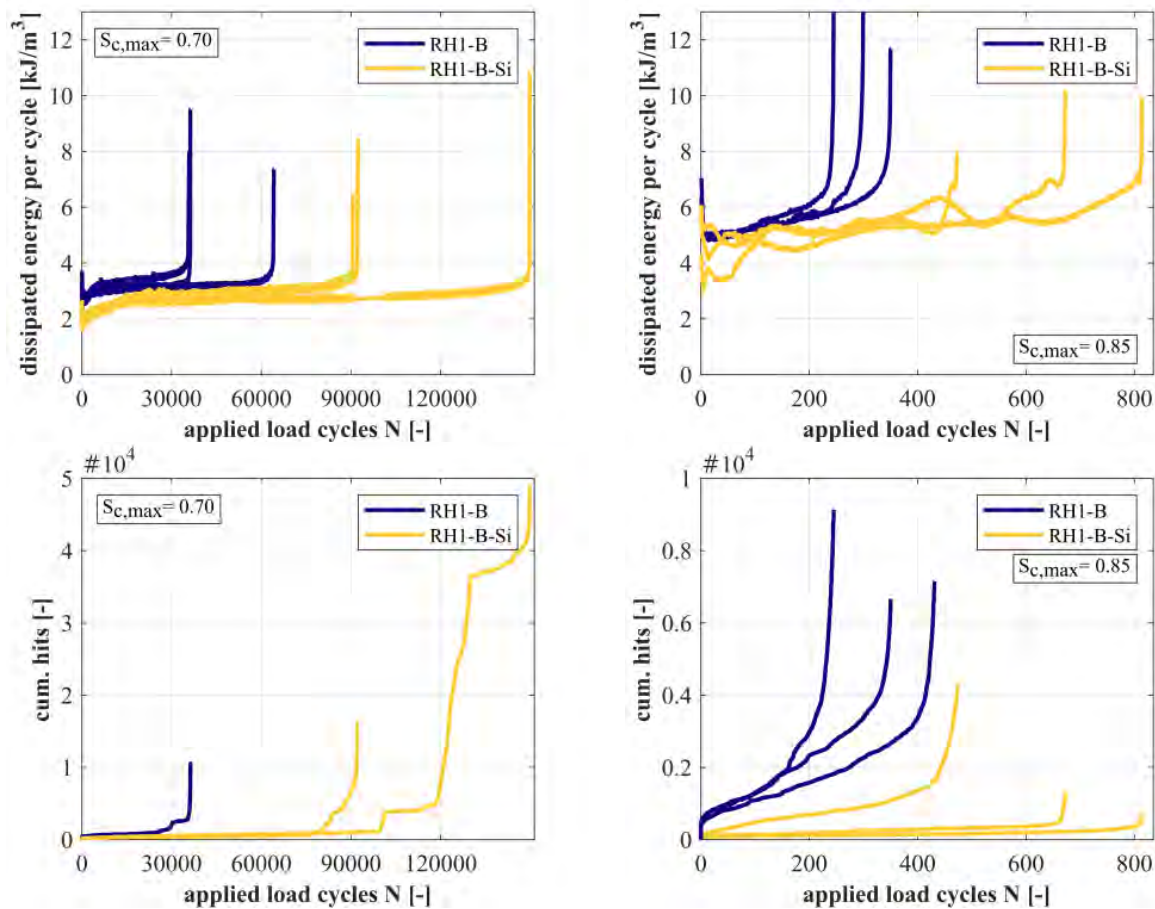 dissipated energy per cycle [kJ/m³]
12
10
8
6
4
2
0
S_c,max= 0.70
RH1-B
RH1-B-Si
0 30000 60000 90000 120000
applied load cycles N [-]
dissipated energy per cycle [kJ/m³]
12
10
8
6
4
2
0
RH1-B
RH1-B-Si
S_c,max= 0.85
0 200 400 600 800
applied load cycles N [-]
#10⁴
cum. hits [-]
5
4
3
2
1
0
S_c,max= 0.70
RH1-B
RH1-B-Si
0 30000 60000 90000 120000
applied load cycles N [-]
#10⁴
cum. hits [-]
1
0.8
0.6
0.4
0.2
0
RH1-B
RH1-B-Si
S_c,max= 0.85
0 200 400 600 800
applied load cycles N [-]